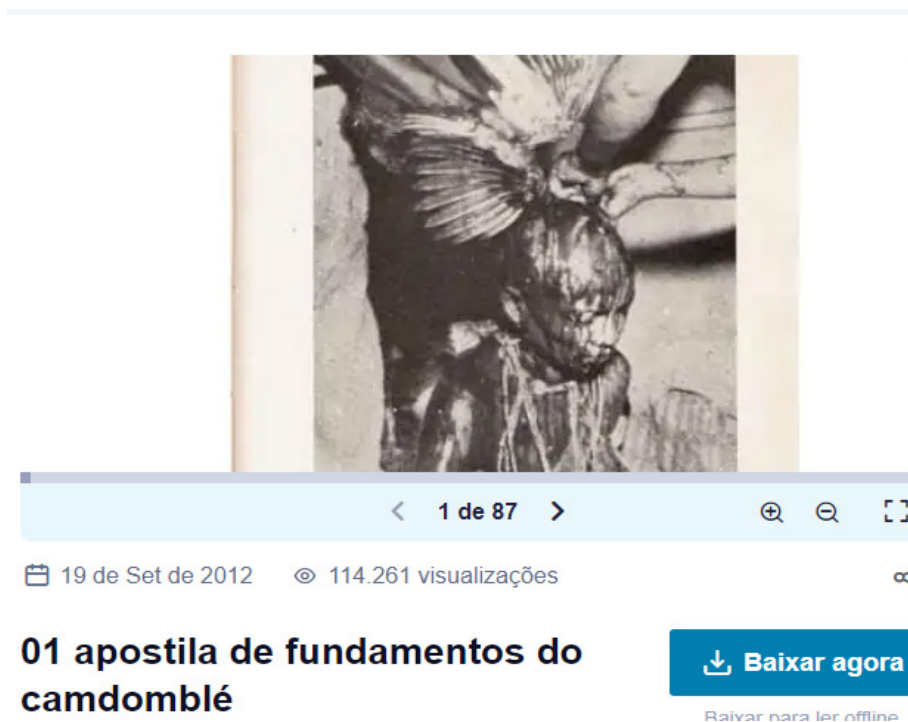 1 de 87
19 de Set de 2012 114.261 visualizações
01 apostila de fundamentos do
camdomblé
Baixar agora
Baixar para ler offline